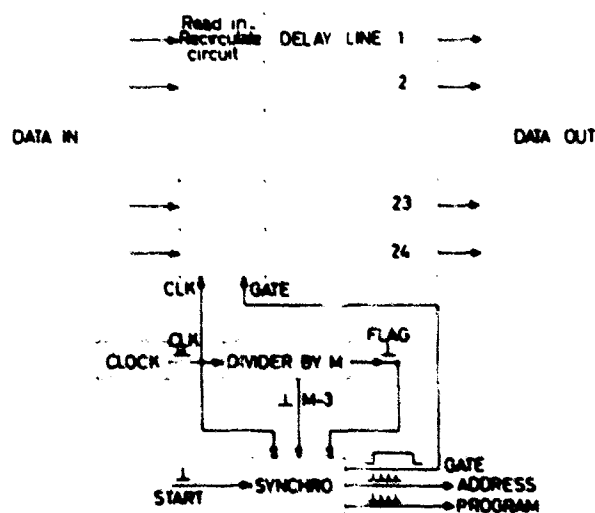 Read in-
Recirculate
circuit
DELAY LINE 1
2
DATA IN
DATA OUT
23
24
CLK
GATE
CLK
FLAG
CLOCK
DIVIDER BY M
M-3
GATE
START
SYNCHRO
ADDRESS
PROGRAM